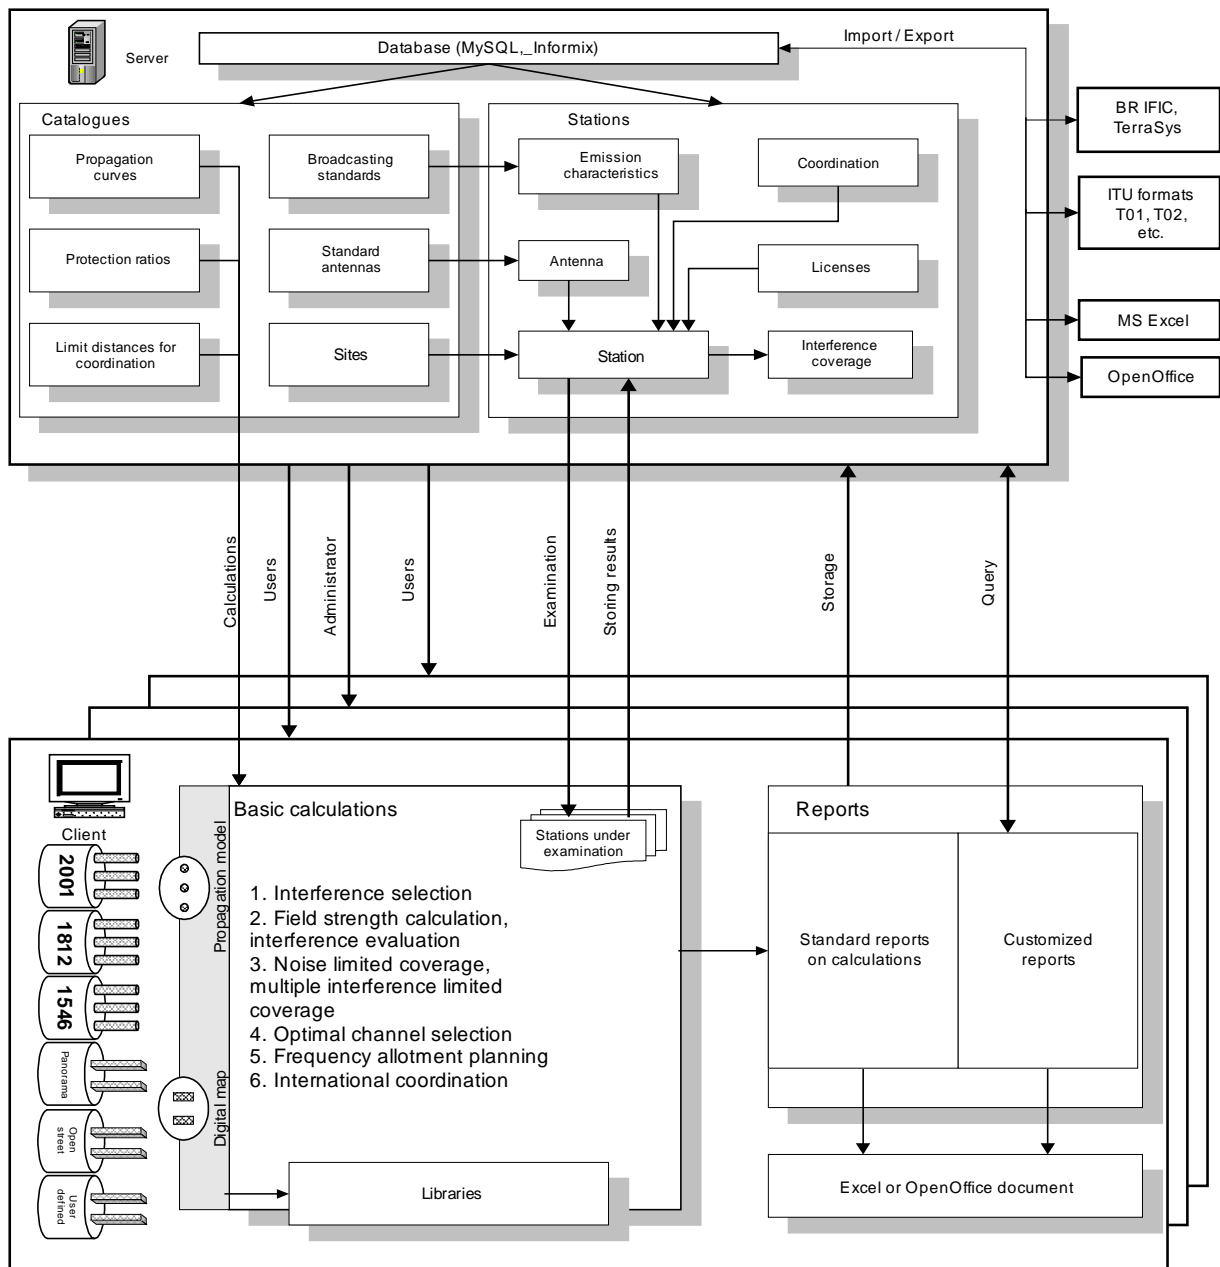 Server
Database (MySQL,_Informix)
Import / Export
Catalogues
Propagation
curves
Broadcasting
standards
Protection ratios
Standard
antennas
Limit distances for
coordination
Sites
Stations
Emission
characteristics
Coordination
Antenna
Licenses
Station
Interference
coverage
BR IFIC,
TerraSys
ITU formats
T01, T02,
etc.
MS Excel
OpenOffice
Calculations
Users
Administrator
Users
Examination
Storing results
Storage
Query
Client
2001
1812
1546
Panorama
Open
street
User
defined
Propagation model
Digital map
Basic calculations
Stations under
examination
1. Interference selection
2. Field strength calculation,
interference evaluation
3. Noise limited coverage,
multiple interference limited
coverage
4. Optimal channel selection
5. Frequency allotment planning
6. International coordination
Libraries
Reports
Standard reports
on calculations
Customized
reports
Excel or OpenOffice document